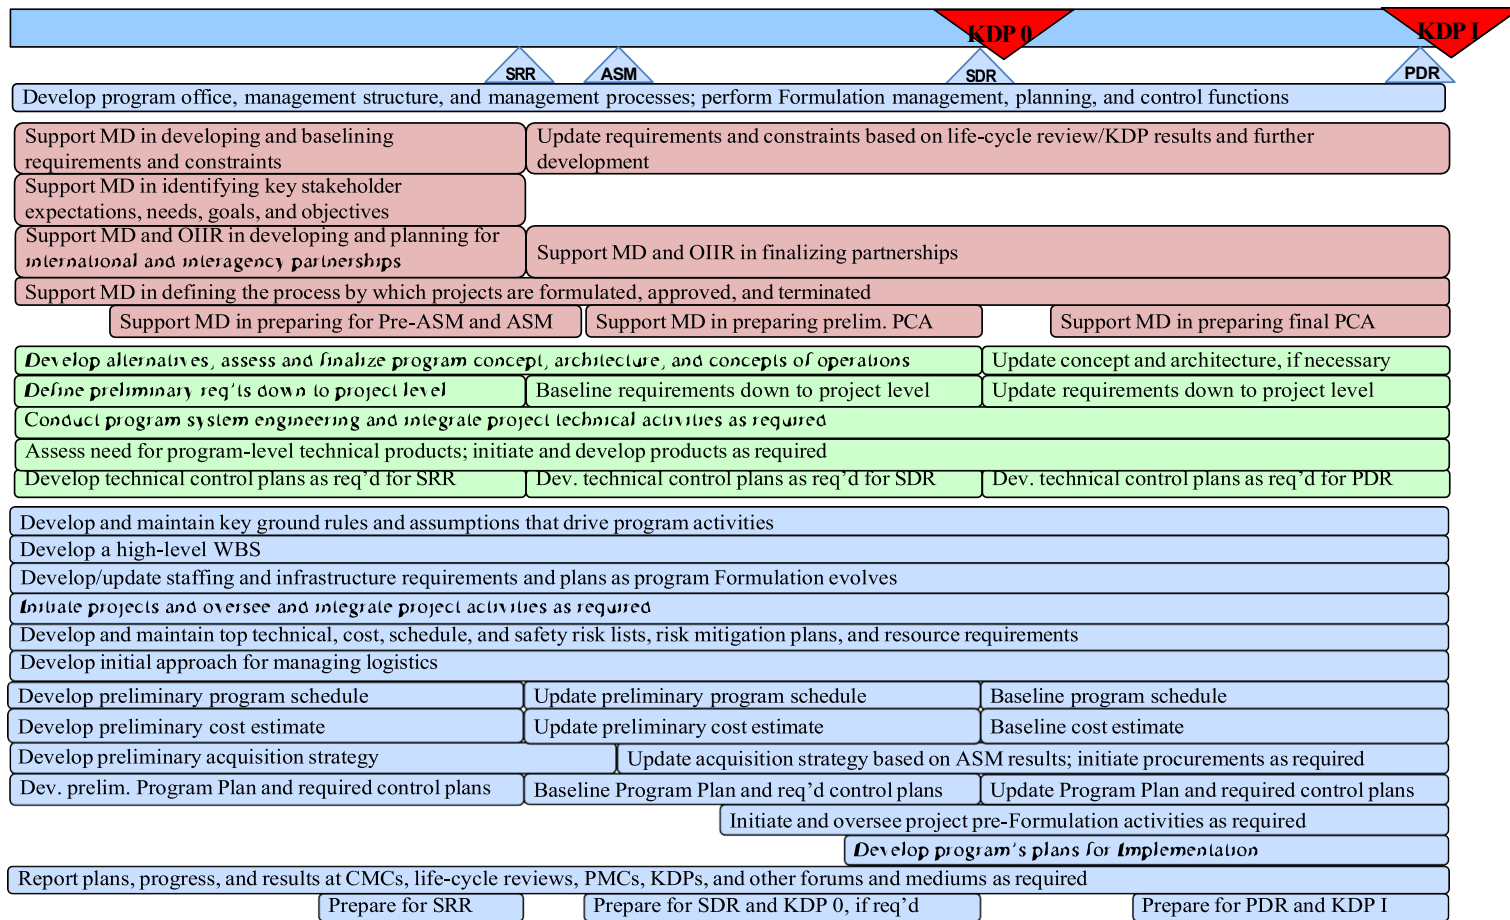 KDP 0
KDP I
SRR
ASM
SDR
PDR
Develop program office, management structure, and management processes; perform Formulation management, planning, and control functions
Support MD in developing and baselining
requirements and constraints
Update requirements and constraints based on life-cycle review/KDP results and further
development
Support MD in identifying key stakeholder
expectations, needs, goals, and objectives
Support MD and OIIR in developing and planning for
international and interagency partnerships
Support MD and OIIR in finalizing partnerships
Support MD in defining the process by which projects are formulated, approved, and terminated
Support MD in preparing for Pre-ASM and ASM
Support MD in preparing prelim. PCA
Support MD in preparing final PCA
Develop alternatives, assess and finalize program concept, architecture, and concepts of operations
Update concept and architecture, if necessary
Define preliminary req'ts down to project level
Baseline requirements down to project level
Update requirements down to project level
Conduct program system engineering and integrate project technical activities as required
Assess need for program-level technical products; initiate and develop products as required
Develop technical control plans as req'd for SRR
Dev. technical control plans as req'd for SDR
Dev. technical control plans as req'd for PDR
Develop and maintain key ground rules and assumptions that drive program activities
Develop a high-level WBS
Develop/update staffing and infrastructure requirements and plans as program Formulation evolves
Initiate projects and oversee and integrate project activities as required
Develop and maintain top technical, cost, schedule, and safety risk lists, risk mitigation plans, and resource requirements
Develop initial approach for managing logistics
Develop preliminary program schedule
Update preliminary program schedule
Baseline program schedule
Develop preliminary cost estimate
Update preliminary cost estimate
Baseline cost estimate
Develop preliminary acquisition strategy
Update acquisition strategy based on ASM results; initiate procurements as required
Dev. prelim. Program Plan and required control plans
Baseline Program Plan and req'd control plans
Update Program Plan and required control plans
Initiate and oversee project pre-Formulation activities as required
Develop program's plans for Implementation
Report plans, progress, and results at CMCs, life-cycle reviews, PMCs, KDPs, and other forums and mediums as required
Prepare for SRR
Prepare for SDR and KDP 0, if req'd
Prepare for PDR and KDP I